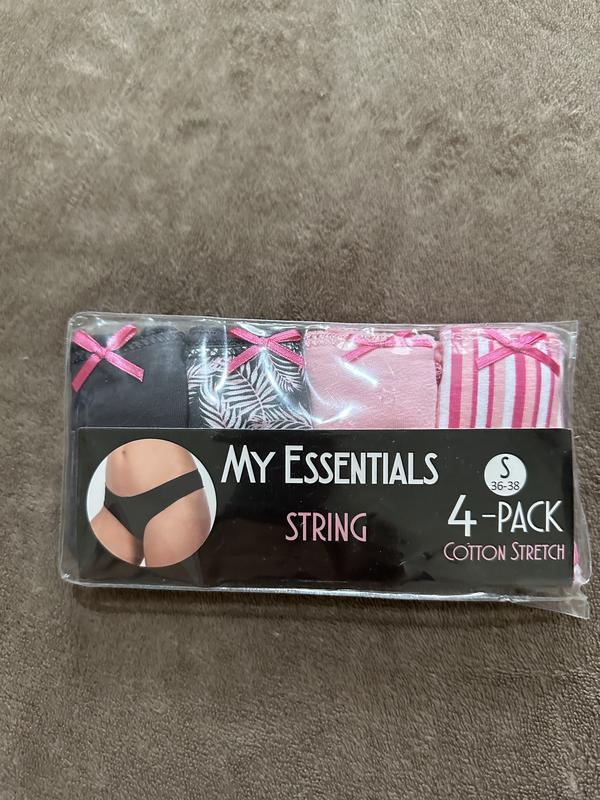 My Essentials
String
S
36-38
4-Pack
Cotton Stretch